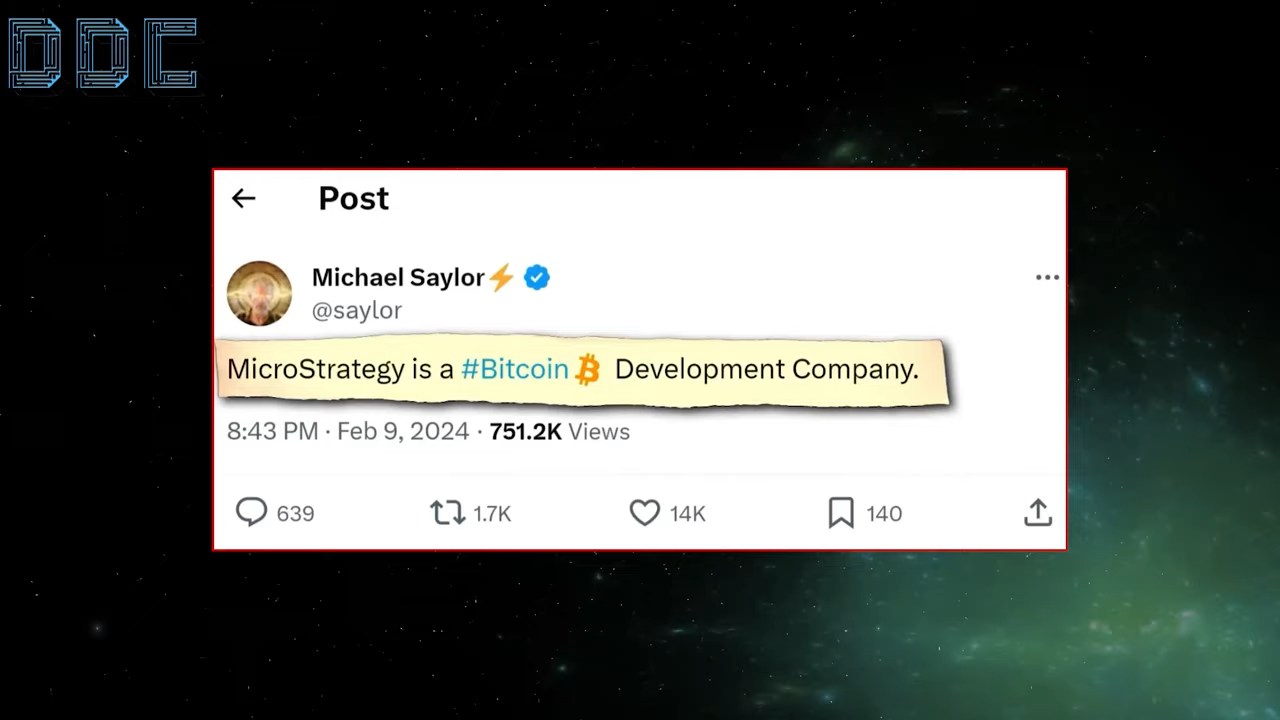 DDC
Post
Michael Saylor⚡
@saylor
MicroStrategy is a #Bitcoin₿ Development Company.
8:43 PM · Feb 9, 2024 · 751.2K Views
639 1.7K 14K 140